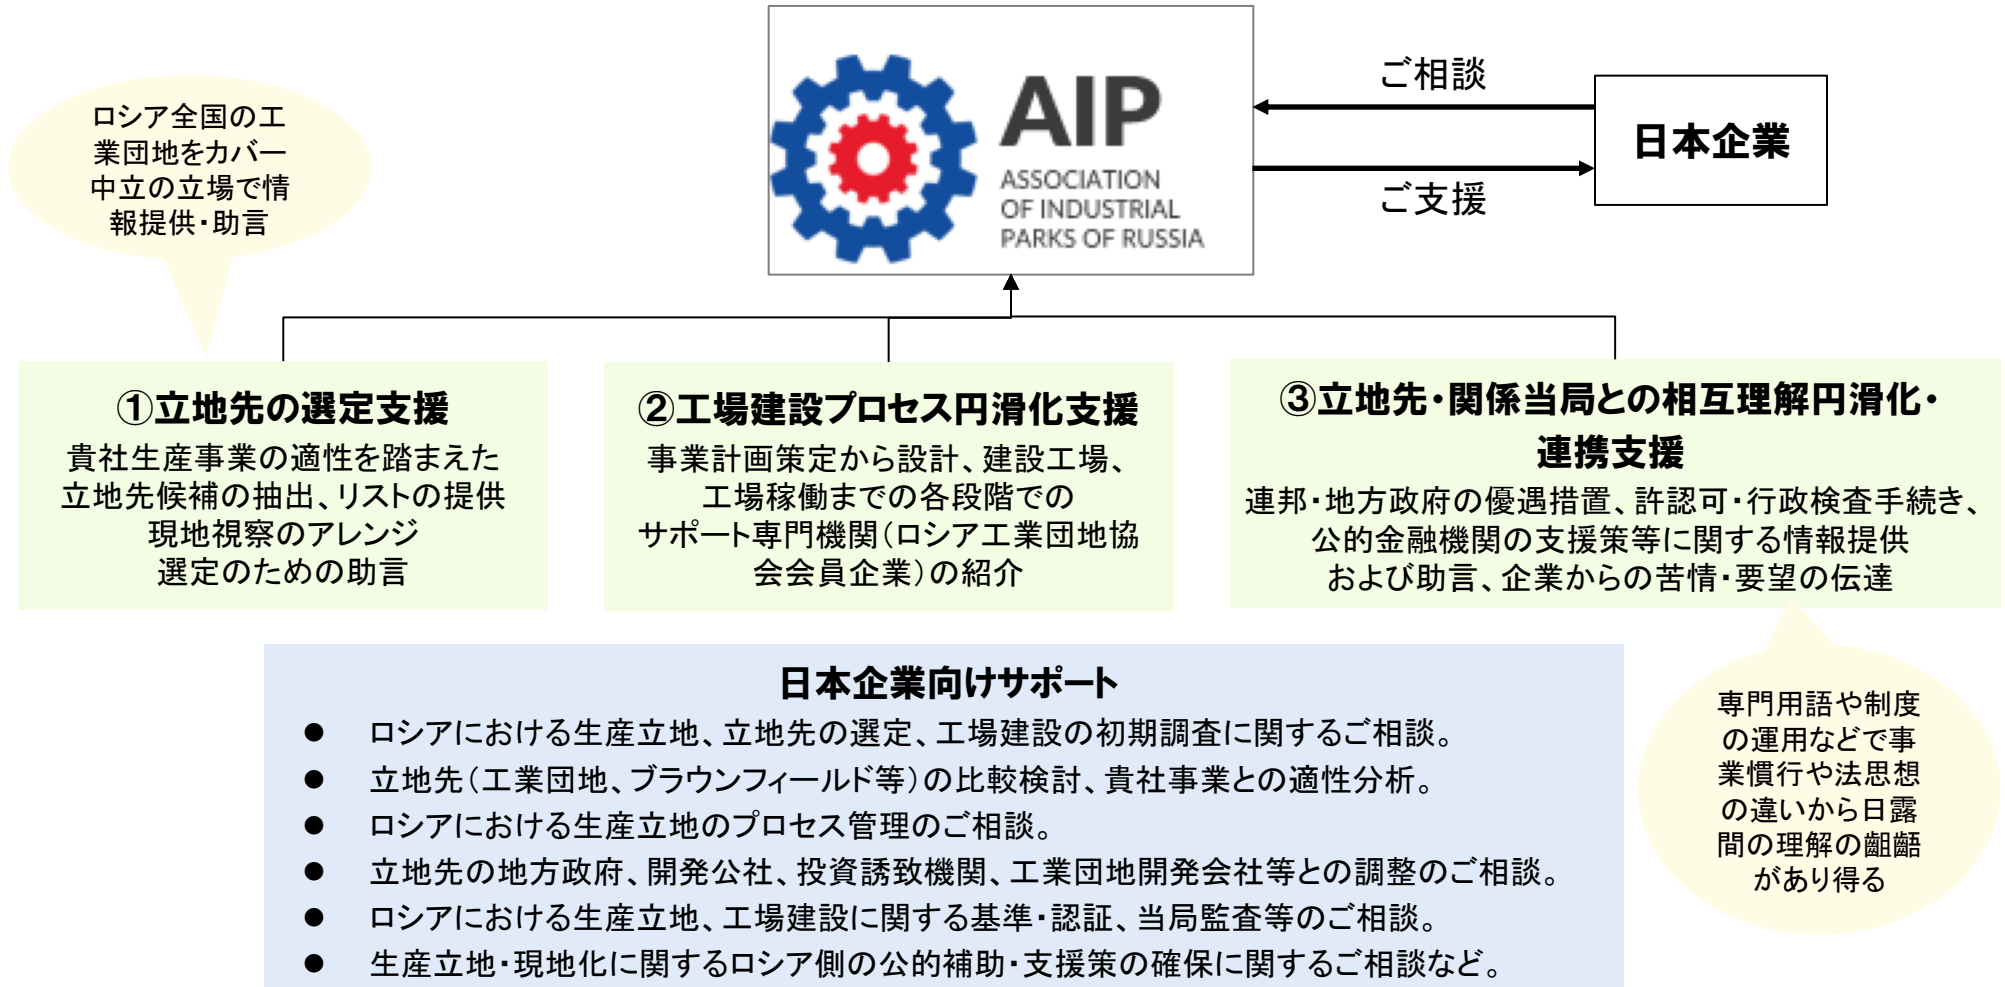 AIP
ASSOCIATION
OF INDUSTRIAL
PARKS OF RUSSIA
ご相談
ご支援
日本企業
ロシア全国の工
業団地をカバー
中立の立場で情
報提供・助言
①立地先の選定支援
貴社生産事業の適性を踏まえた
立地先候補の抽出、リストの提供
現地視察のアレンジ
選定のための助言
②工場建設プロセス円滑化支援
事業計画策定から設計、建設工場、
工場稼働までの各段階での
サポート専門機関(ロシア工業団地協
会会員企業)の紹介
③立地先・関係当局との相互理解円滑化・
連携支援
連邦・地方政府の優遇措置、許認可・行政検査手続き、
公的金融機関の支援策等に関する情報提供
および助言、企業からの苦情・要望の伝達
日本企業向けサポート
● ロシアにおける生産立地、立地先の選定、工場建設の初期調査に関するご相談。
● 立地先(工業団地、ブラウンフィールド等)の比較検討、貴社事業との適性分析。
● ロシアにおける生産立地のプロセス管理のご相談。
● 立地先の地方政府、開発公社、投資誘致機関、工業団地開発会社等との調整のご相談。
● ロシアにおける生産立地、工場建設に関する基準・認証、当局監査等のご相談。
● 生産立地・現地化に関するロシア側の公的補助・支援策の確保に関するご相談など。
専門用語や制度
の運用などで事
業慣行や法思想
の違いから日露
間の理解の齟齬
があり得る